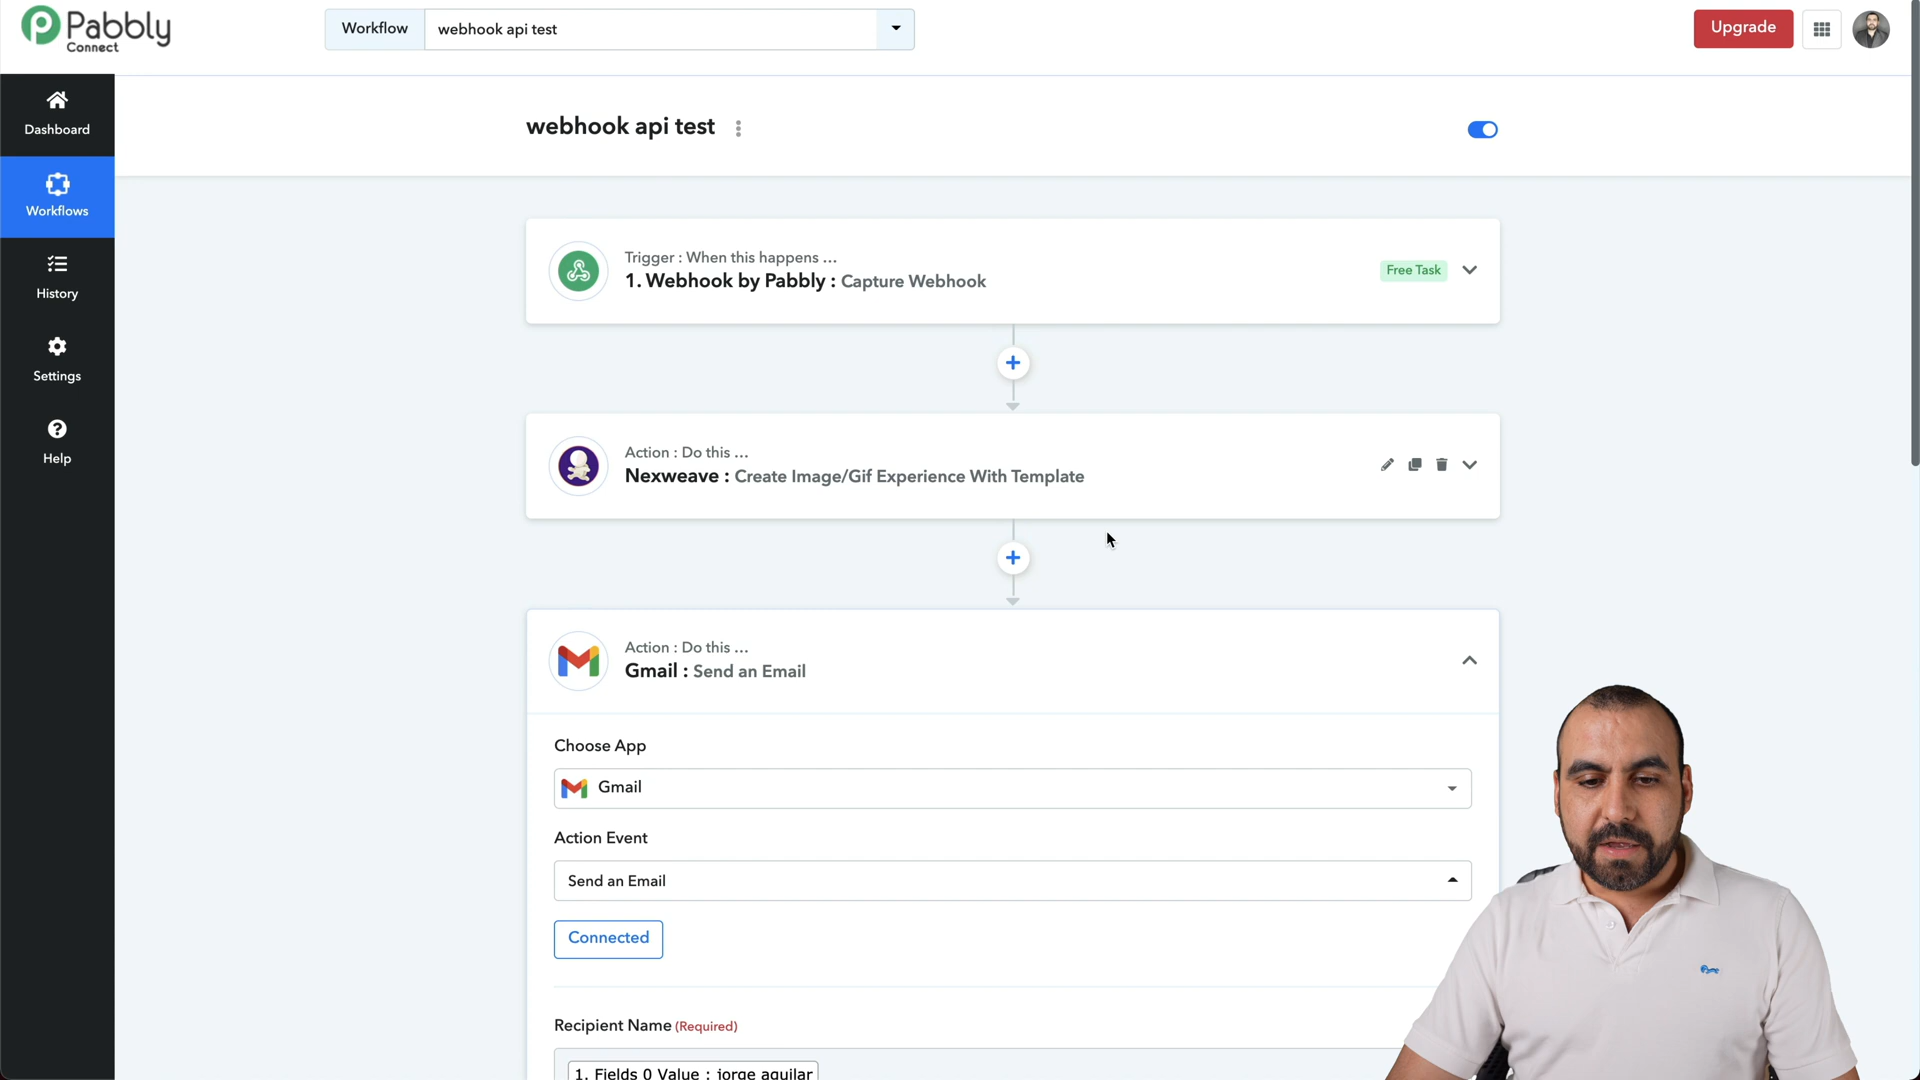 Pabbly
Connect
Workflow
webhook api test
Upgrade
Dashboard
Workflows
History
Settings
Help
webhook api test
Trigger : When this happens ...
1. Webhook by Pabbly : Capture Webhook
Free Task
Action : Do this ...
Nexweave : Create Image/Gif Experience With Template
Action : Do this ...
Gmail : Send an Email
Choose App
Gmail
Action Event
Send an Email
Connected
Recipient Name (Required)
1. Fields 0 Value : jorge aguilar